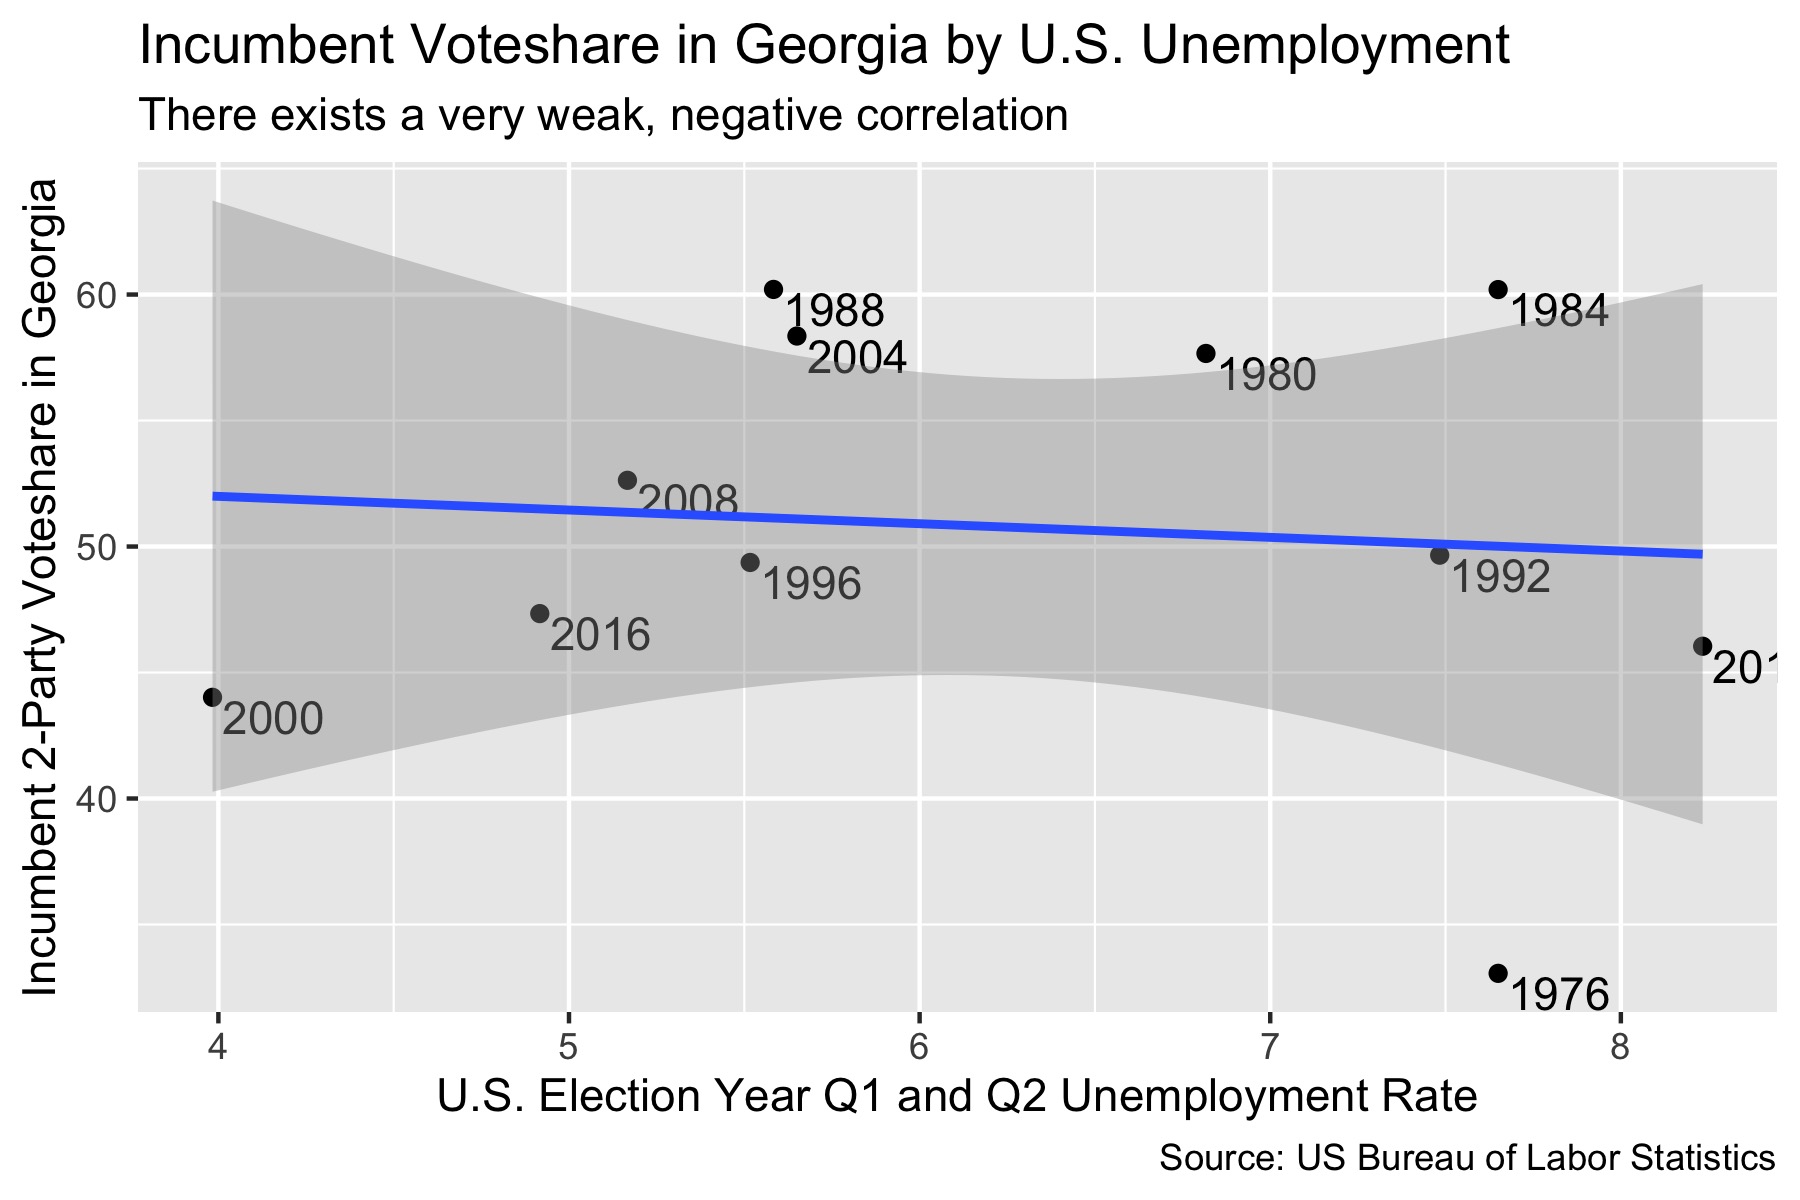 Incumbent Voteshare in Georgia by U.S. Unemployment
There exists a very weak, negative correlation
Incumbent 2-Party Voteshare in Georgia
60
50
40
1988
2004
1984
1980
2008
1996
1992
2016
2000
1976
4 5 6 7 8
U.S. Election Year Q1 and Q2 Unemployment Rate
Source: US Bureau of Labor Statistics